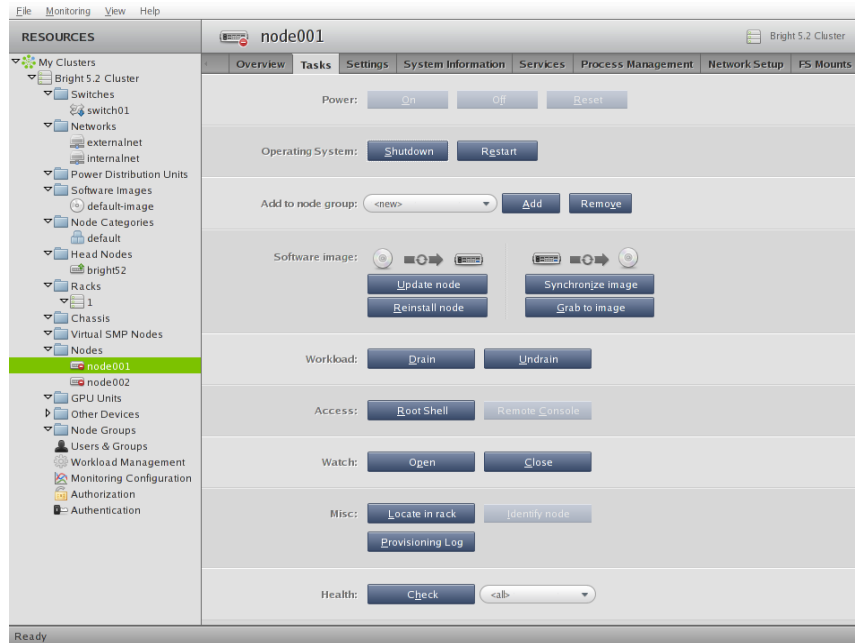 File Monitoring View Help
RESOURCES
node001
Bright 5.2 Cluster
My Clusters
Bright 5.2 Cluster
Switches
switch01
Networks
externalnet
internalnet
Power Distribution Units
Software Images
default-image
Node Categories
default
Head Nodes
bright52
Racks
1
Chassis
Virtual SMP Nodes
Nodes
node001
node002
GPU Units
Other Devices
Node Groups
Users & Groups
Workload Management
Monitoring Configuration
Authorization
Authentication
Overview Tasks Settings System Information Services Process Management Network Setup FS Mounts
Power: On Off Reset
Operating System: Shutdown Restart
Add to node group: <new> Add Remove
Software image:
Update node Synchronize image
Reinstall node Grab to image
Workload: Drain Undrain
Access: Root Shell Remote Console
Watch: Open Close
Misc: Locate in rack Identify node
Provisioning Log
Health: Check <all>
Ready